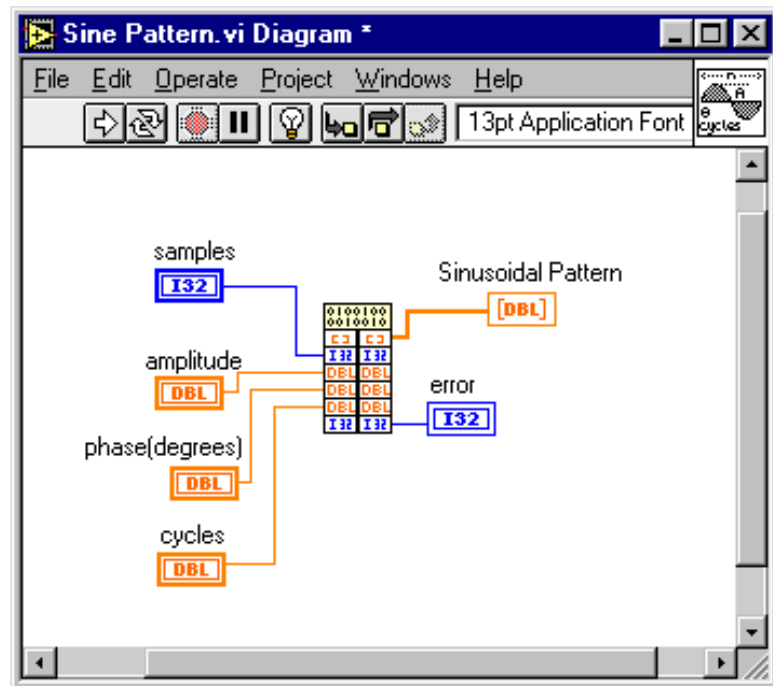 Sine Pattern.vi Diagram *
File Edit Operate Project Windows Help
n
A
θ
cycles
13pt Application Font
samples
I32
Sinusoidal Pattern
[DBL]
0100100
0010010
[ ] [ ]
I32 I32
DBL DBL
DBL DBL
DBL DBL
I32 I32
amplitude
DBL
error
I32
phase(degrees)
DBL
cycles
DBL